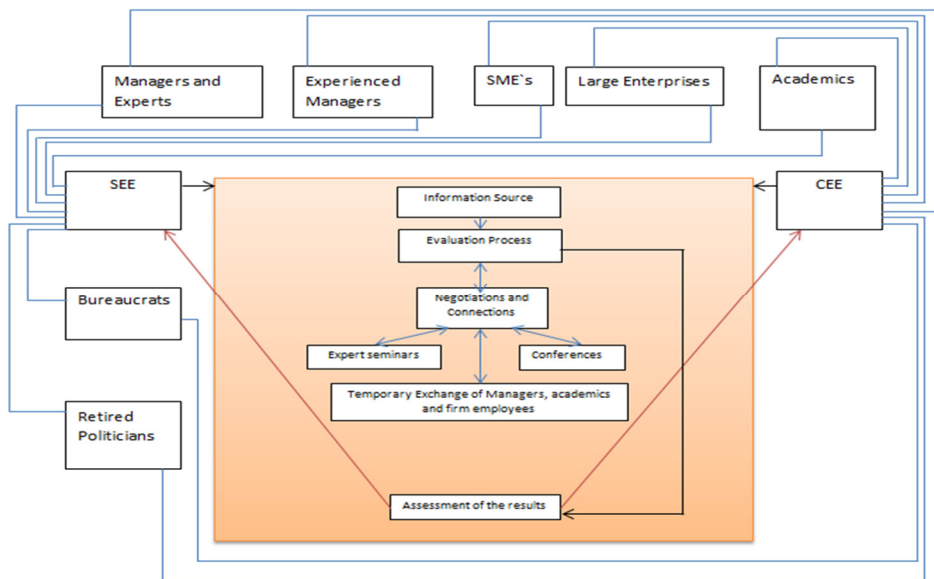 Managers and
Experts
Experienced
Managers
SME`s
Large Enterprises
Academics
SEE
CEE
Information Source
Evaluation Process
Negotiations and
Connections
Expert seminars
Conferences
Temporary Exchange of Managers, academics
and firm employees
Bureaucrats
Retired
Politicians
Assessment of the results